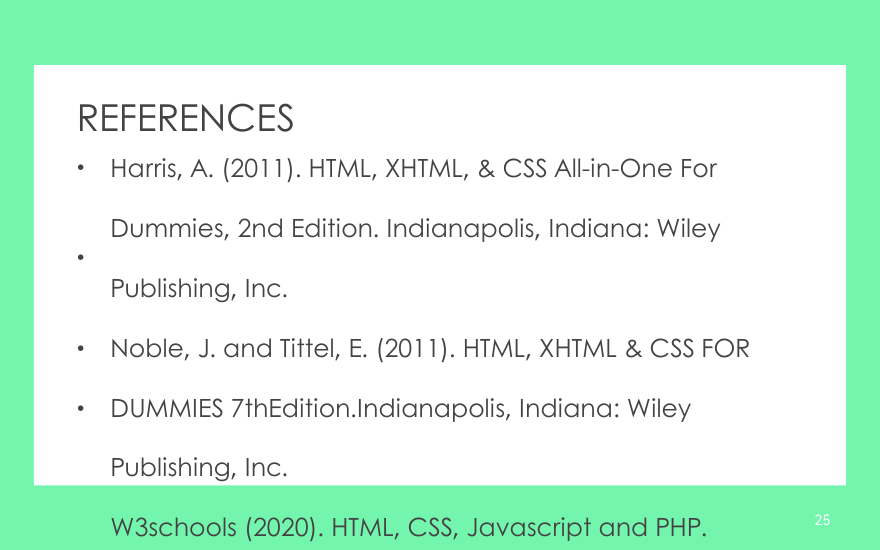 REFERENCES
• Harris, A. (2011). HTML, XHTML, & CSS All-in-One For
Dummies, 2nd Edition. Indianapolis, Indiana: Wiley
•
Publishing, Inc.
• Noble, J. and Tittel, E. (2011). HTML, XHTML & CSS FOR
• DUMMIES 7thEdition.Indianapolis, Indiana: Wiley
Publishing, Inc.
W3schools (2020). HTML, CSS, Javascript and PHP.
25